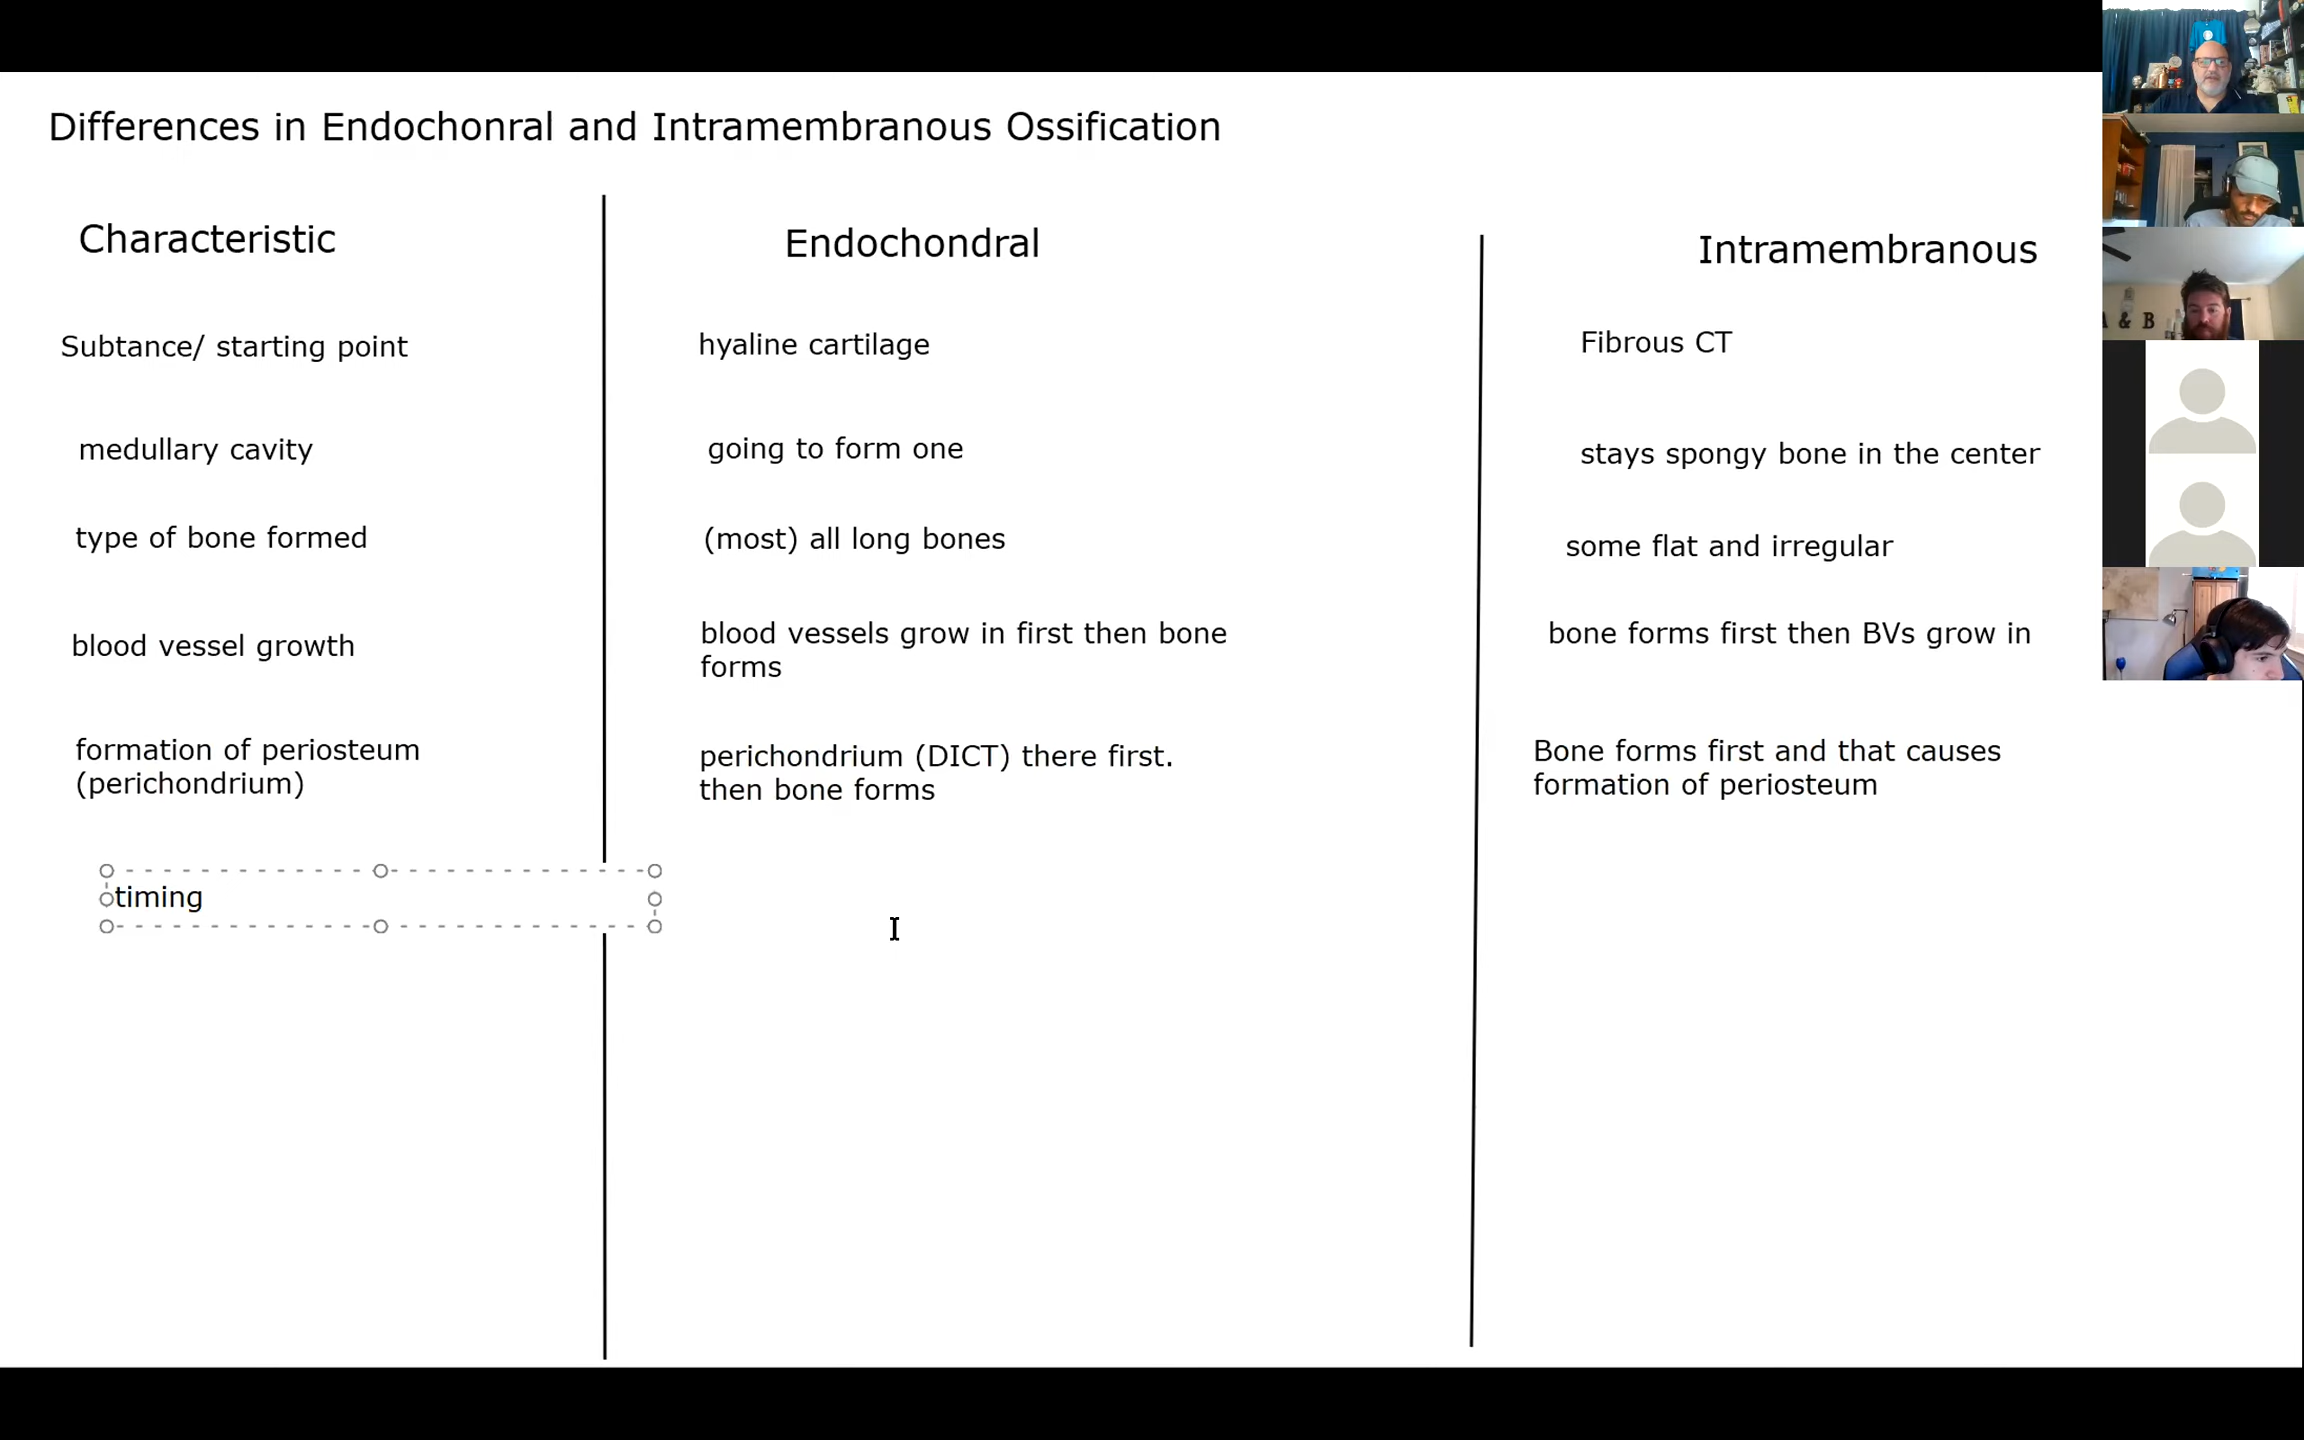 Differences in Endochonral and Intramembranous Ossification
Characteristic
Endochondral
Intramembranous
Subtance/ starting point
hyaline cartilage
Fibrous CT
medullary cavity
going to form one
stays spongy bone in the center
type of bone formed
(most) all long bones
some flat and irregular
blood vessel growth
blood vessels grow in first then bone
forms
bone forms first then BVs grow in
formation of periosteum
(perichondrium)
perichondrium (DICT) there first.
then bone forms
Bone forms first and that causes
formation of periosteum
timing
& B